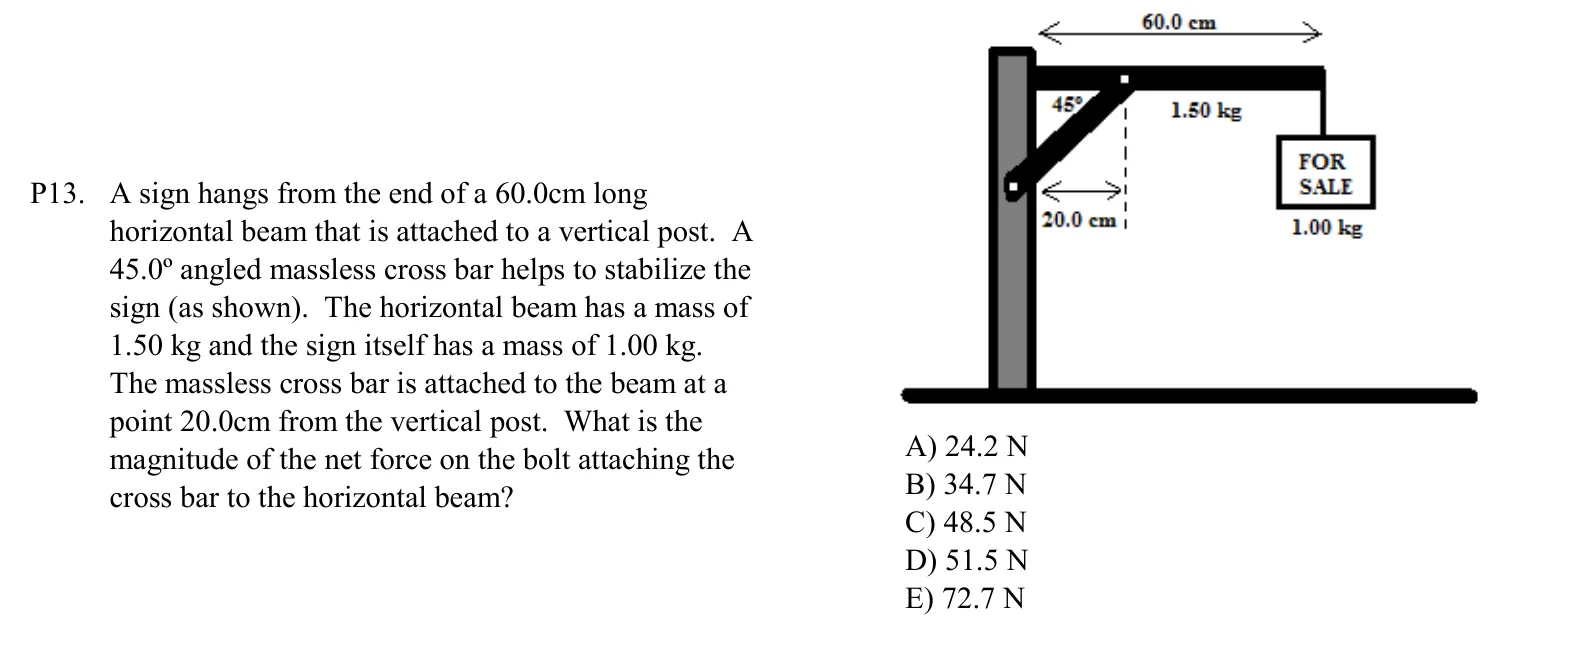 P13. A sign hangs from the end of a 60.0cm long
horizontal beam that is attached to a vertical post. A
45.0º angled massless cross bar helps to stabilize the
sign (as shown). The horizontal beam has a mass of
1.50 kg and the sign itself has a mass of 1.00 kg.
The massless cross bar is attached to the beam at a
point 20.0cm from the vertical post. What is the
magnitude of the net force on the bolt attaching the
cross bar to the horizontal beam?
60.0 cm
45º
1.50 kg
FOR
SALE
20.0 cm
1.00 kg
A) 24.2 N
B) 34.7 N
C) 48.5 N
D) 51.5 N
E) 72.7 N